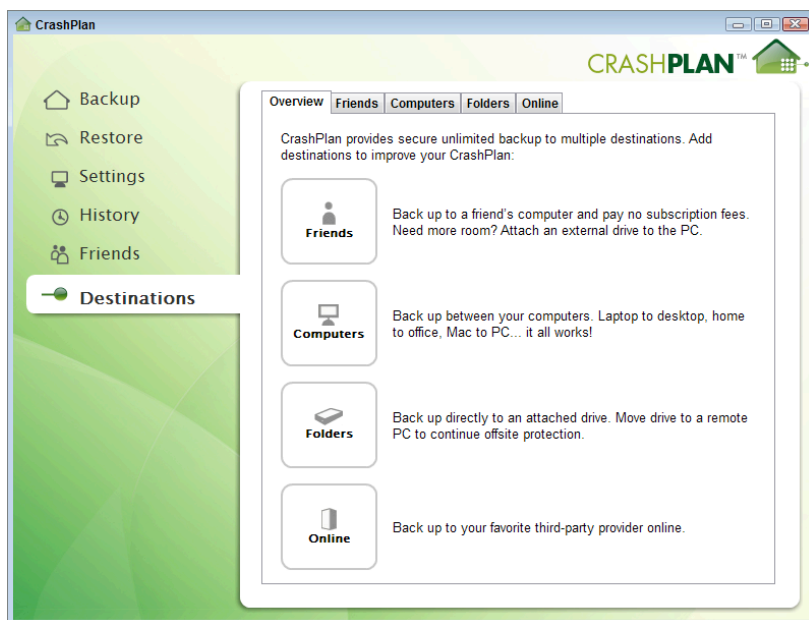 CrashPlan
CRASHPLAN™
Backup
Restore
Settings
History
Friends
Destinations
Overview Friends Computers Folders Online
CrashPlan provides secure unlimited backup to multiple destinations. Add
destinations to improve your CrashPlan:
Friends
Back up to a friend's computer and pay no subscription fees.
Need more room? Attach an external drive to the PC.
Computers
Back up between your computers. Laptop to desktop, home
to office, Mac to PC... it all works!
Folders
Back up directly to an attached drive. Move drive to a remote
PC to continue offsite protection.
Online
Back up to your favorite third-party provider online.